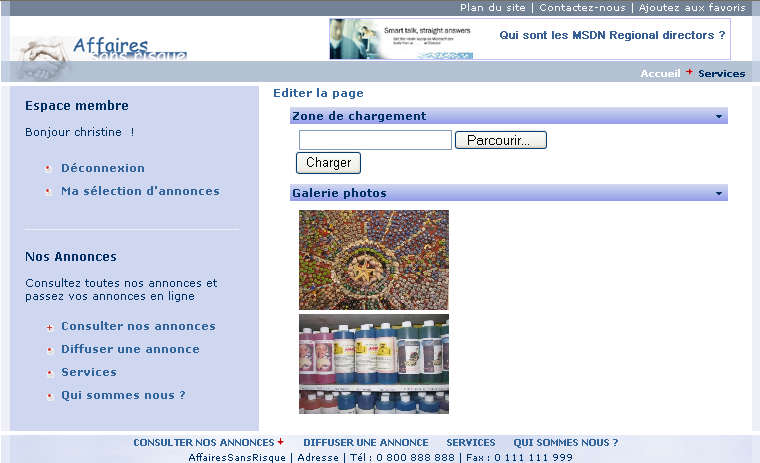 Plan du site | Contactez-nous | Ajoutez aux favoris
Affaires
sans risque
Smart talk, straight answers
Qui sont les MSDN Regional directors ?
Accueil Services
Espace membre
Bonjour christine !
Déconnexion
Ma sélection d'annonces
Nos Annonces
Consultez toutes nos annonces et
passez vos annonces en ligne
Consulter nos annonces
Diffuser une annonce
Services
Qui sommes nous ?
Editer la page
Zone de chargement
Parcourir...
Charger
Galerie photos
CONSULTER NOS ANNONCES DIFFUSER UNE ANNONCE SERVICES QUI SOMMES NOUS ?
AffairesSansRisque | Adresse | Tél : 0 800 888 888 | Fax : 0 111 111 999